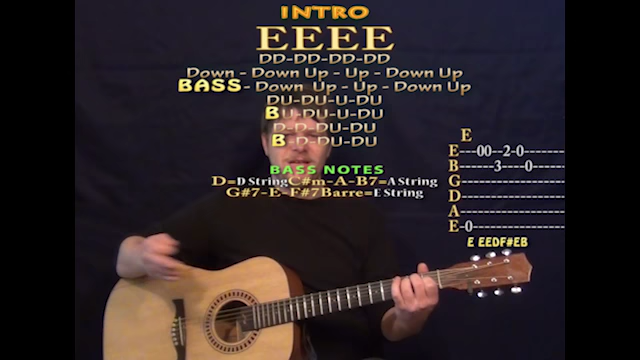 INTRO
EEEE
DD-DD-DD-DD
Down - Down Up - Up - Down Up
BASS - Down Up - Up - Down Up
DU-DU-U-DU
BU-DU-U-DU
D-D-DU-DU
B-D-DU-DU
BASS NOTES
D=D String C#m-A-B7=A String
G#7-E-F#7Barre=E String
E
E---00--2-0------
B------3----0----
G
D
A
E-0
E EEDF#EB